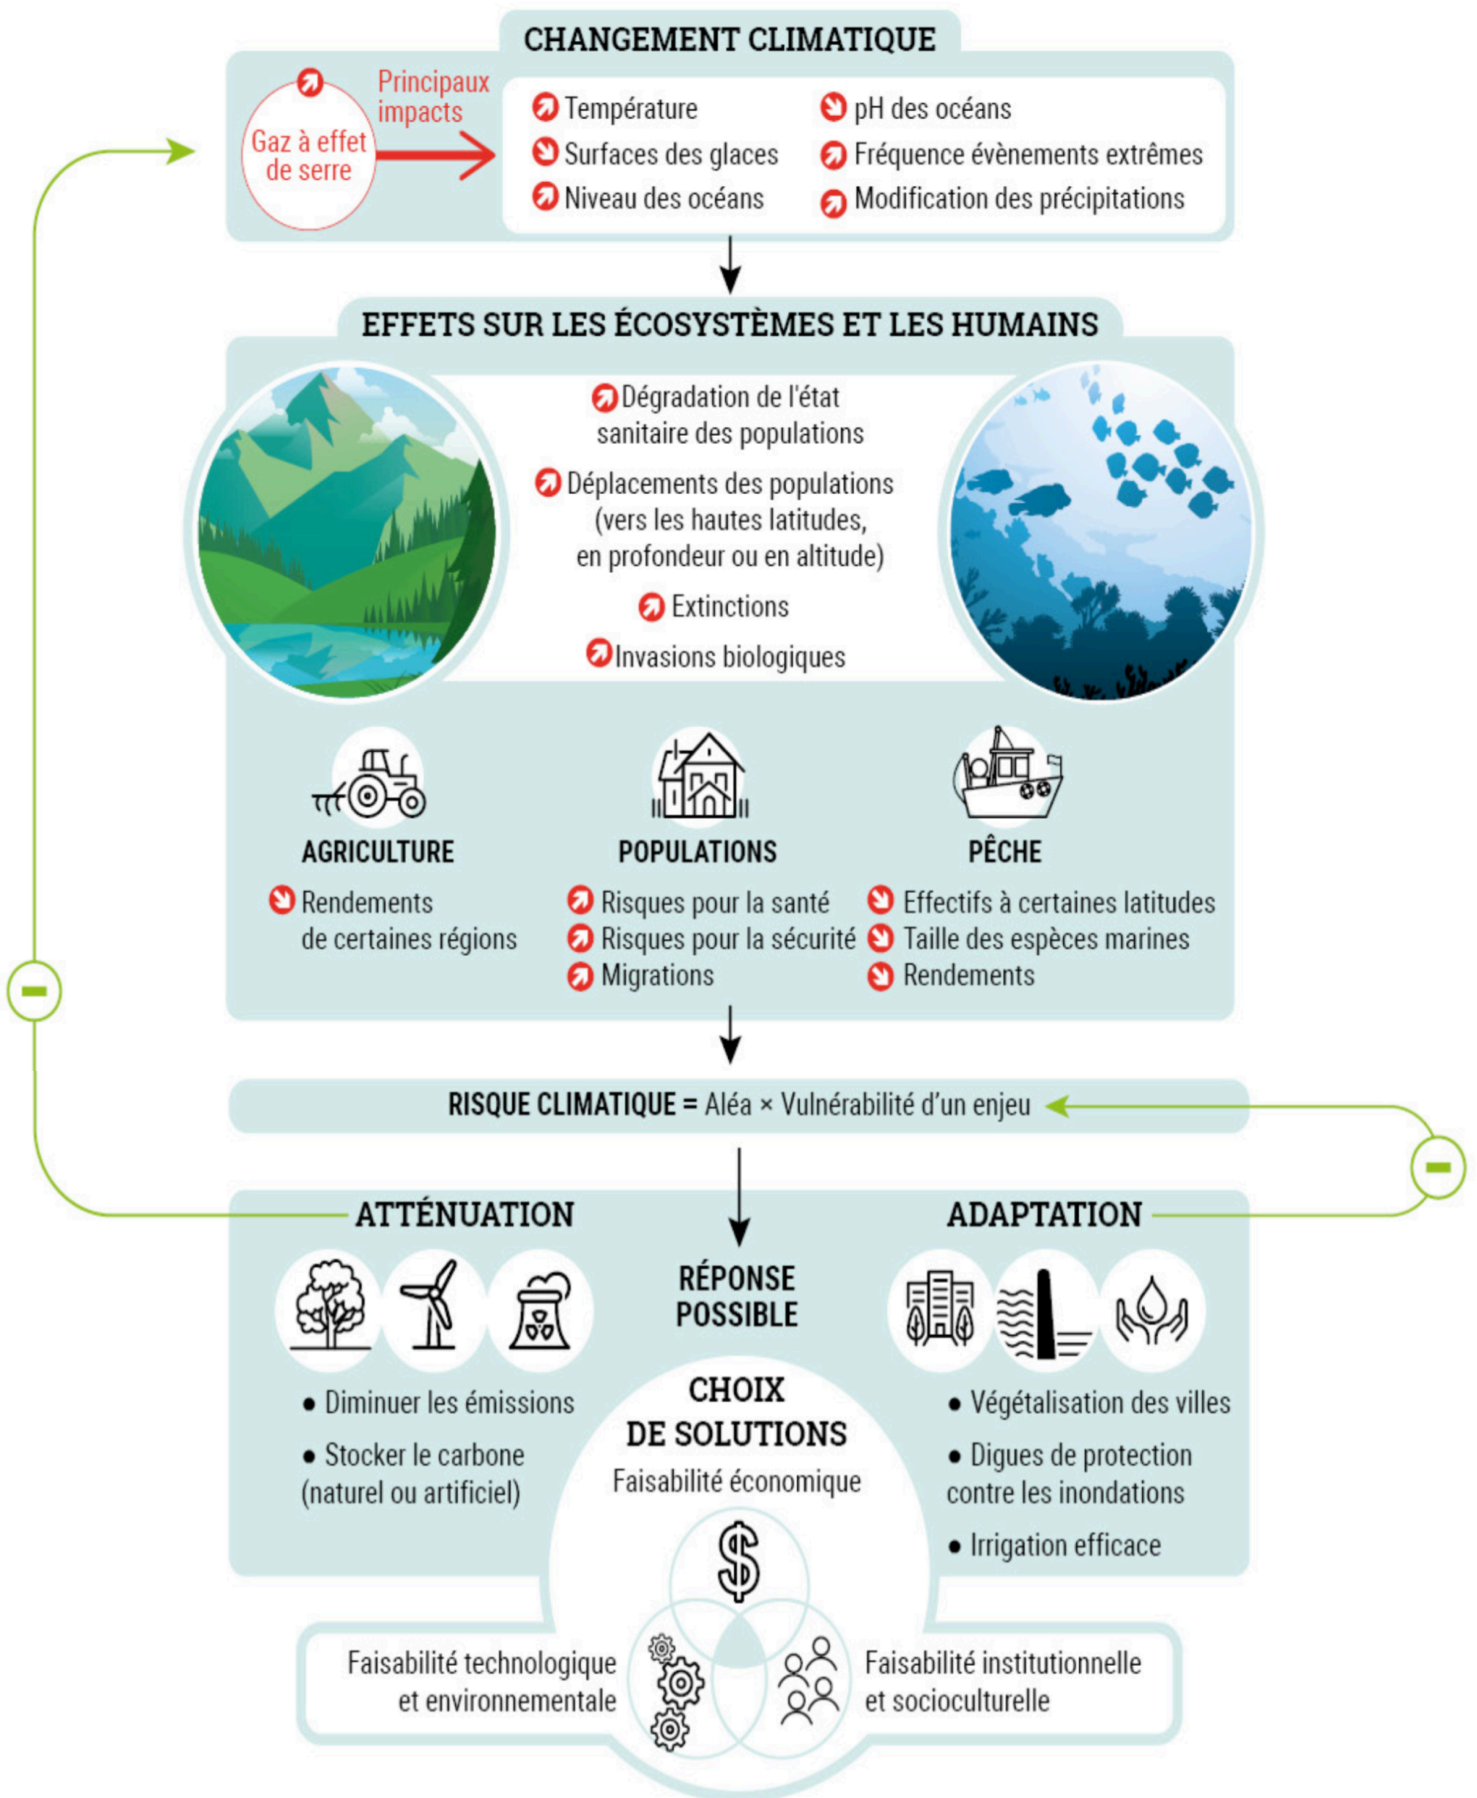 CHANGEMENT CLIMATIQUE
Principaux
impacts
Gaz à effet
de serre
Température
Surfaces des glaces
Niveau des océans
pH des océans
Fréquence évènements extrêmes
Modification des précipitations
EFFETS SUR LES ÉCOSYSTÈMES ET LES HUMAINS
Dégradation de l'état
sanitaire des populations
Déplacements des populations
(vers les hautes latitudes,
en profondeur ou en altitude)
Extinctions
Invasions biologiques
AGRICULTURE
Rendements
de certaines régions
POPULATIONS
Risques pour la santé
Risques pour la sécurité
Migrations
PÊCHE
Effectifs à certaines latitudes
Taille des espèces marines
Rendements
RISQUE CLIMATIQUE = Aléa × Vulnérabilité d'un enjeu
ATTÉNUATION
• Diminuer les émissions
• Stocker le carbone
(naturel ou artificiel)
RÉPONSE
POSSIBLE
ADAPTATION
• Végétalisation des villes
• Digues de protection
contre les inondations
• Irrigation efficace
CHOIX
DE SOLUTIONS
Faisabilité économique
$
Faisabilité technologique
et environnementale
Faisabilité institutionnelle
et socioculturelle